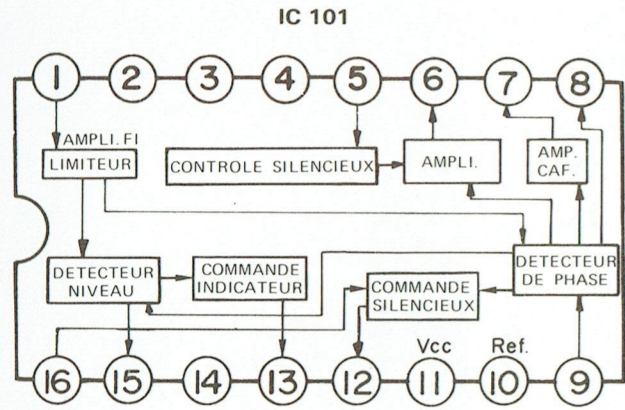 IC 101
1 2 3 4 5 6 7 8
AMPLI. FI
LIMITEUR
CONTROLE SILENCIEUX
AMPLI.
AMP.
CAF.
DETECTEUR
NIVEAU
COMMANDE
INDICATEUR
COMMANDE
SILENCIEUX
DETECTEUR
DE PHASE
Vcc
Ref.
16 15 14 13 12 11 10 9